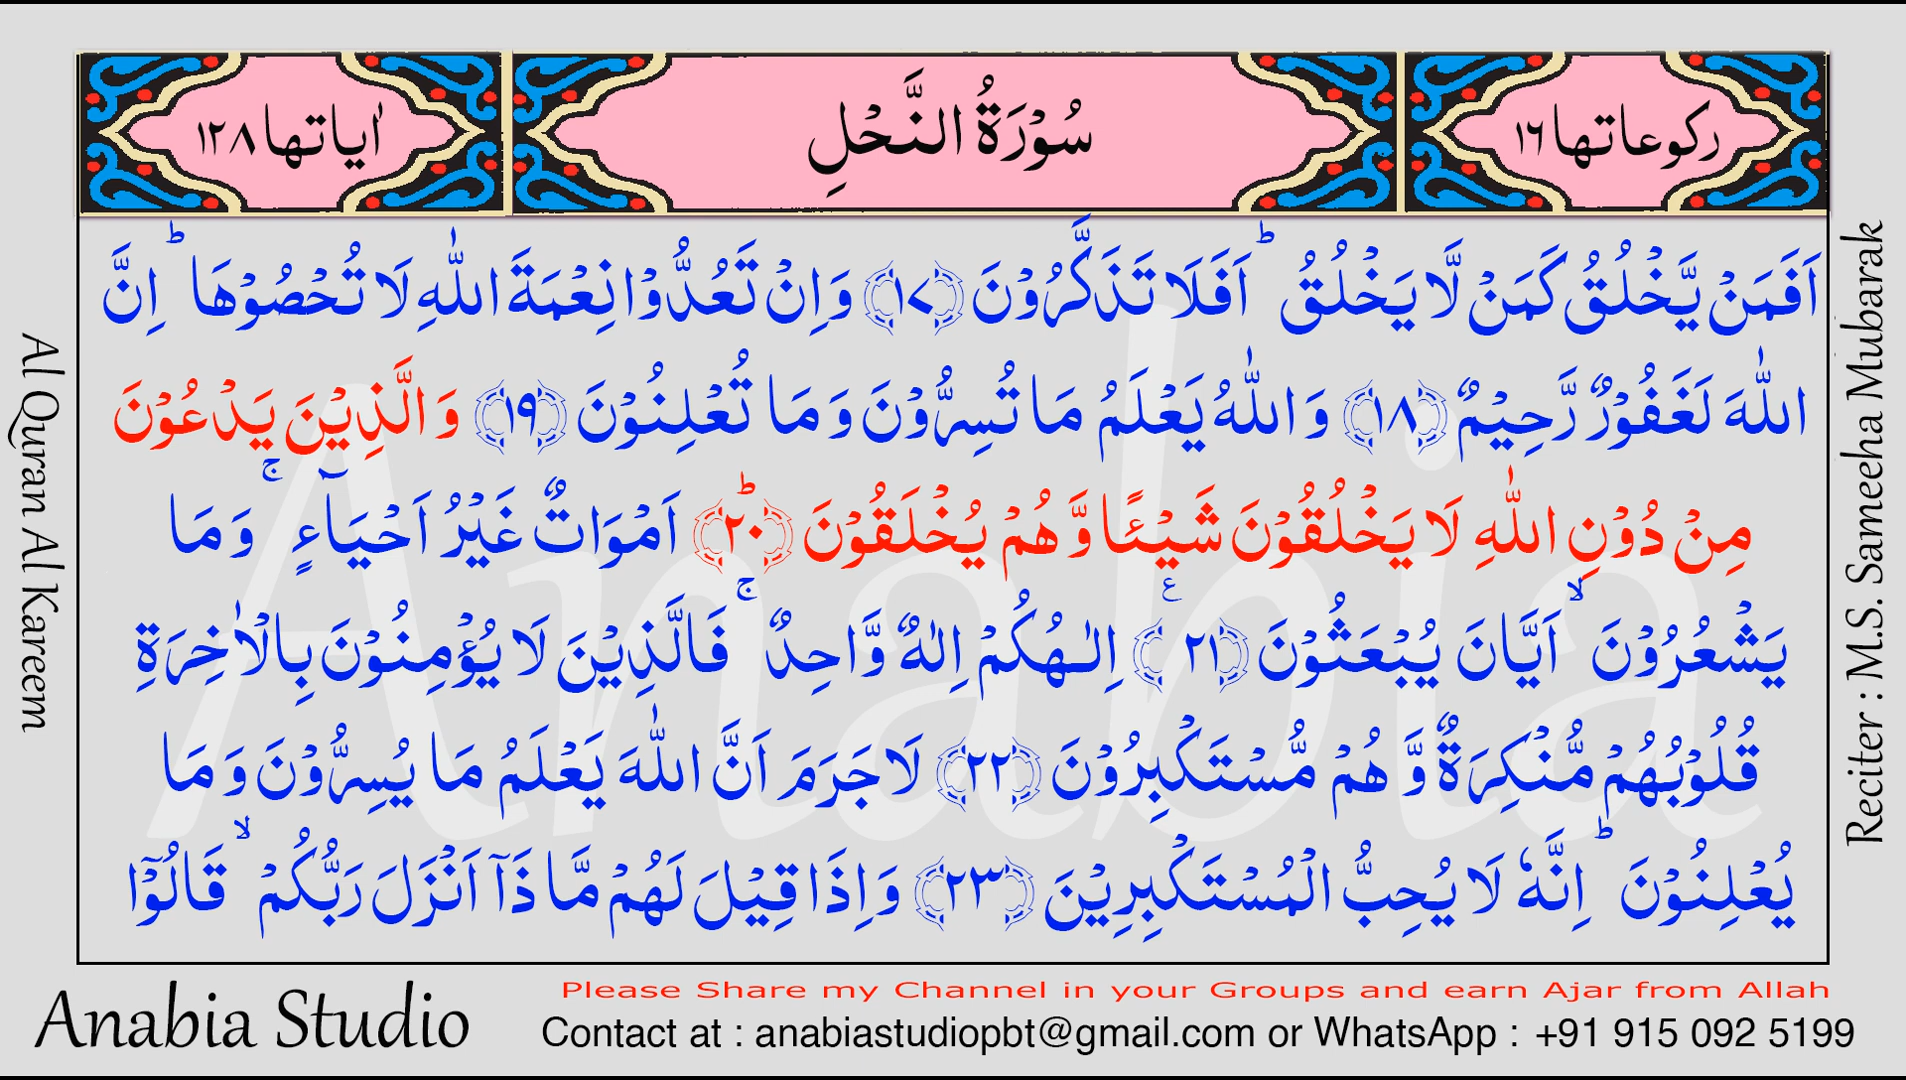 رکوعاتها ١٦
سُوۡرَةُ النَّحۡلِ
اٰیاتها ١٢٨
اَفَمَنۡ يَّخۡلُقُ كَمَنۡ لَّا يَخۡلُقُ‌ؕ اَفَلَا تَذَكَّرُوۡنَ ﴿١٧﴾ وَاِنۡ تَعُدُّوۡا نِعۡمَةَ اللّٰهِ لَا تُحۡصُوۡهَاؕ اِنَّ
اللّٰهَ لَغَفُوۡرٌ رَّحِيۡمٌ ﴿١٨﴾ وَاللّٰهُ يَعۡلَمُ مَا تُسِرُّوۡنَ وَمَا تُعۡلِنُوۡنَ ﴿١٩﴾ وَالَّذِيۡنَ يَدۡعُوۡنَ
مِنۡ دُوۡنِ اللّٰهِ لَا يَخۡلُقُوۡنَ شَيۡـًٔا وَّهُمۡ يُخۡلَقُوۡنَؕ ﴿٢٠﴾ اَمۡوَاتٌ غَيۡرُ اَحۡيَآءٍۚ وَمَا
يَشۡعُرُوۡنَۙ اَيَّانَ يُبۡعَثُوۡنَ ﴿٢١﴾ ع اِلٰـهُكُمۡ اِلٰهٌ وَّاحِدٌۚ فَالَّذِيۡنَ لَا يُؤۡمِنُوۡنَ بِالۡاٰخِرَةِ
قُلُوۡبُهُمۡ مُّنۡكِرَةٌ وَّهُمۡ مُّسۡتَكۡبِرُوۡنَ ﴿٢٢﴾ لَا جَرَمَ اَنَّ اللّٰهَ يَعۡلَمُ مَا يُسِرُّوۡنَ وَمَا
يُعۡلِنُوۡنَؕ اِنَّهٗ لَا يُحِبُّ الۡمُسۡتَكۡبِرِيۡنَ ﴿٢٣﴾ وَاِذَا قِيۡلَ لَهُمۡ مَّاذَاۤ اَنۡزَلَ رَبُّكُمۡۙ قَالُوۡۤا
Al Quran Al Kareem
Reciter : M.S. Sameeha Mubarak
Anabia
Anabia Studio
Please Share my Channel in your Groups and earn Ajar from Allah
Contact at : anabiastudiopbt@gmail.com or WhatsApp : +91 915 092 5199